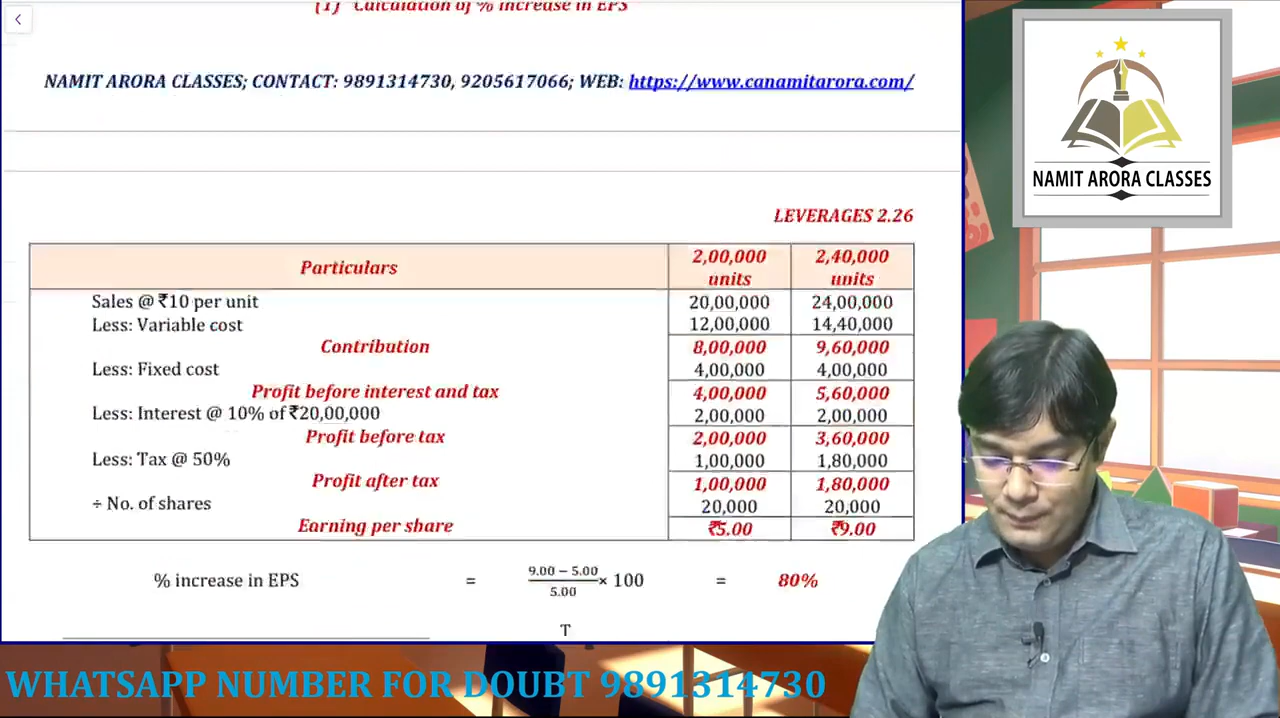 (1) Calculation of % increase in EPS
NAMIT ARORA CLASSES; CONTACT: 9891314730, 9205617066; WEB: https://www.canamitarora.com/
NAMIT ARORA CLASSES
LEVERAGES 2.26
Particulars 2,00,000 units 2,40,000 units
Sales @ ₹10 per unit 20,00,000 24,00,000
Less: Variable cost 12,00,000 14,40,000
Contribution 8,00,000 9,60,000
Less: Fixed cost 4,00,000 4,00,000
Profit before interest and tax 4,00,000 5,60,000
Less: Interest @ 10% of ₹20,00,000 2,00,000 2,00,000
Profit before tax 2,00,000 3,60,000
Less: Tax @ 50% 1,00,000 1,80,000
Profit after tax 1,00,000 1,80,000
÷ No. of shares 20,000 20,000
Earning per share ₹5.00 ₹9.00
% increase in EPS = 9.00 − 5.00 / 5.00 × 100 = 80%
T
WHATSAPP NUMBER FOR DOUBT 9891314730